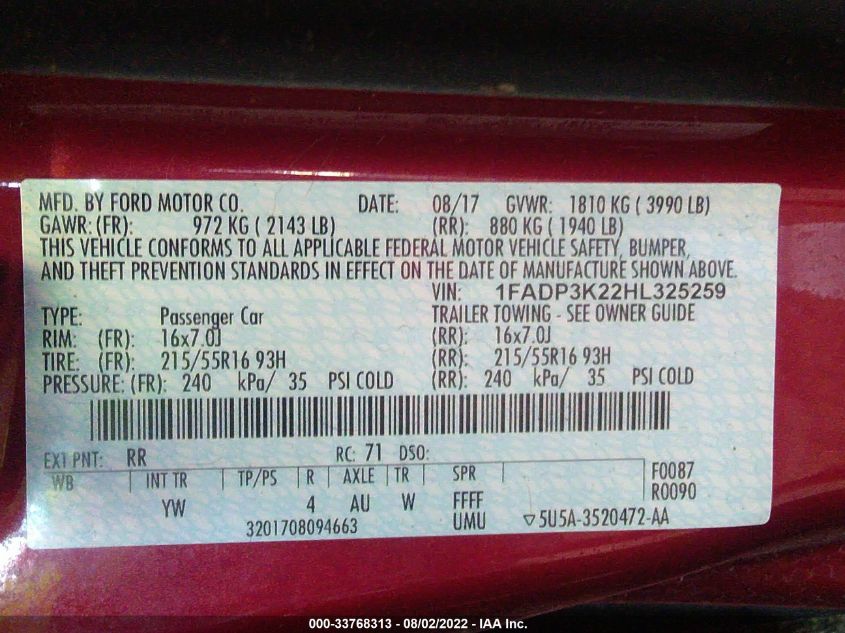 MFD. BY FORD MOTOR CO. DATE: 08/17 GVWR: 1810 KG ( 3990 LB)
GAWR: (FR): 972 KG ( 2143 LB) (RR): 880 KG ( 1940 LB)
THIS VEHICLE CONFORMS TO ALL APPLICABLE FEDERAL MOTOR VEHICLE SAFETY, BUMPER,
AND THEFT PREVENTION STANDARDS IN EFFECT ON THE DATE OF MANUFACTURE SHOWN ABOVE.
VIN: 1FADP3K22HL325259
TYPE: Passenger Car TRAILER TOWING - SEE OWNER GUIDE
RIM: (FR): 16x7.0J (RR): 16x7.0J
TIRE: (FR): 215/55R16 93H (RR): 215/55R16 93H
PRESSURE: (FR): 240 kPa/ 35 PSI COLD (RR): 240 kPa/ 35 PSI COLD
EXT PNT: RR RC: 71 DSO:
WB INT TR TP/PS R AXLE TR SPR F0087
YW 4 AU W FFFF R0090
3201708094663 UMU ▽5U5A-3520472-AA
000-33768313 - 08/02/2022 - IAA Inc.